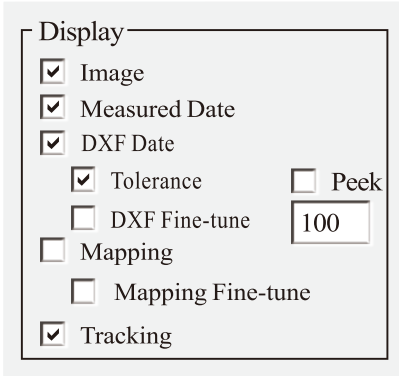 Display
Image
Measured Date
DXF Date
Tolerance
Peek
DXF Fine-tune
100
Mapping
Mapping Fine-tune
Tracking